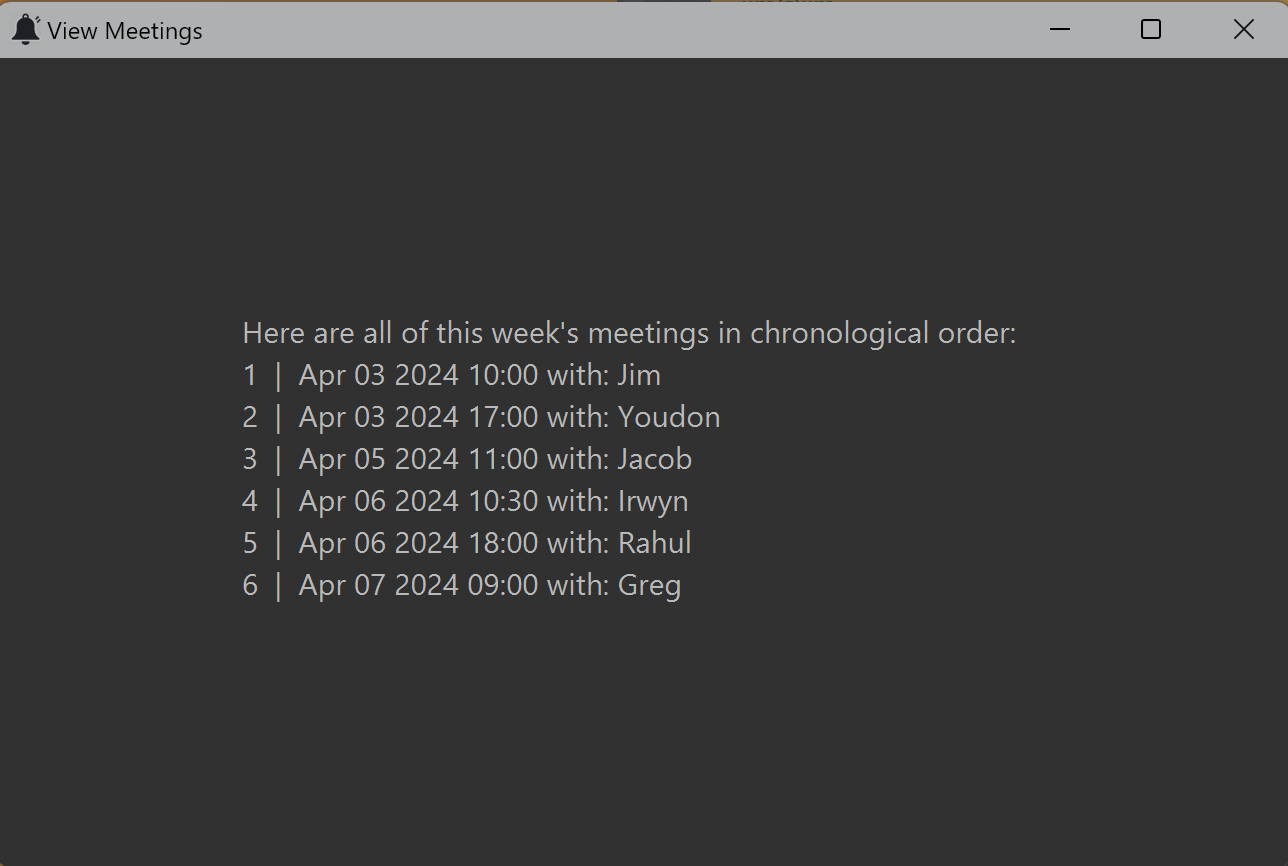 View Meetings
Here are all of this week's meetings in chronological order:
1 | Apr 03 2024 10:00 with: Jim
2 | Apr 03 2024 17:00 with: Youdon
3 | Apr 05 2024 11:00 with: Jacob
4 | Apr 06 2024 10:30 with: Irwyn
5 | Apr 06 2024 18:00 with: Rahul
6 | Apr 07 2024 09:00 with: Greg